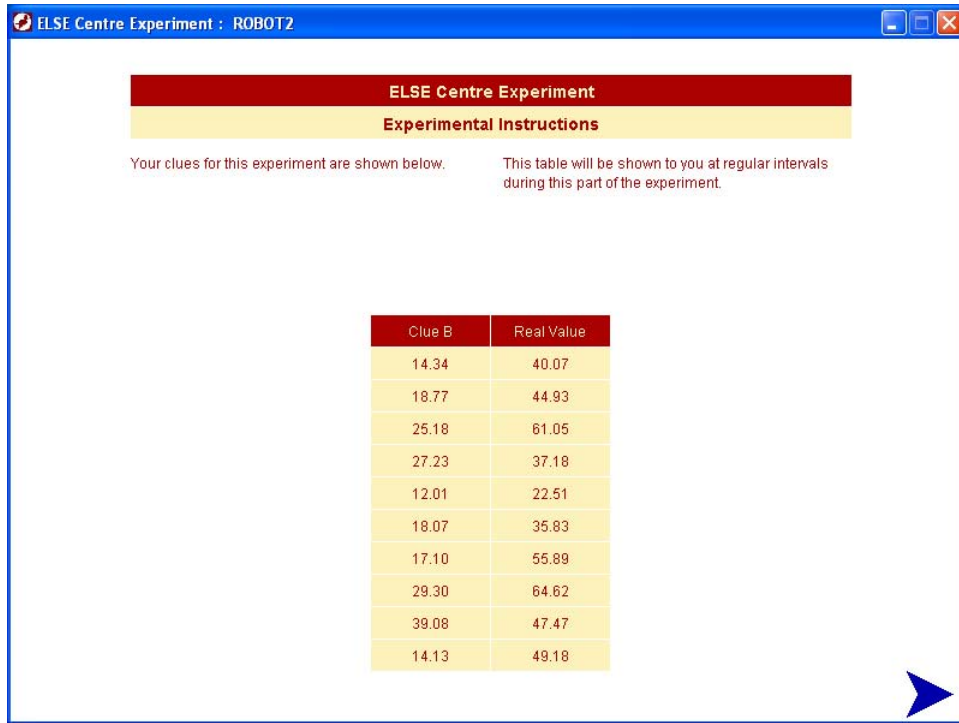 ELSE Centre Experiment : ROBOT2
ELSE Centre Experiment
Experimental Instructions
Your clues for this experiment are shown below.
This table will be shown to you at regular intervals
during this part of the experiment.
Clue B Real Value
14.34 40.07
18.77 44.93
25.18 61.05
27.23 37.18
12.01 22.51
18.07 35.83
17.10 55.89
29.30 64.62
39.08 47.47
14.13 49.18